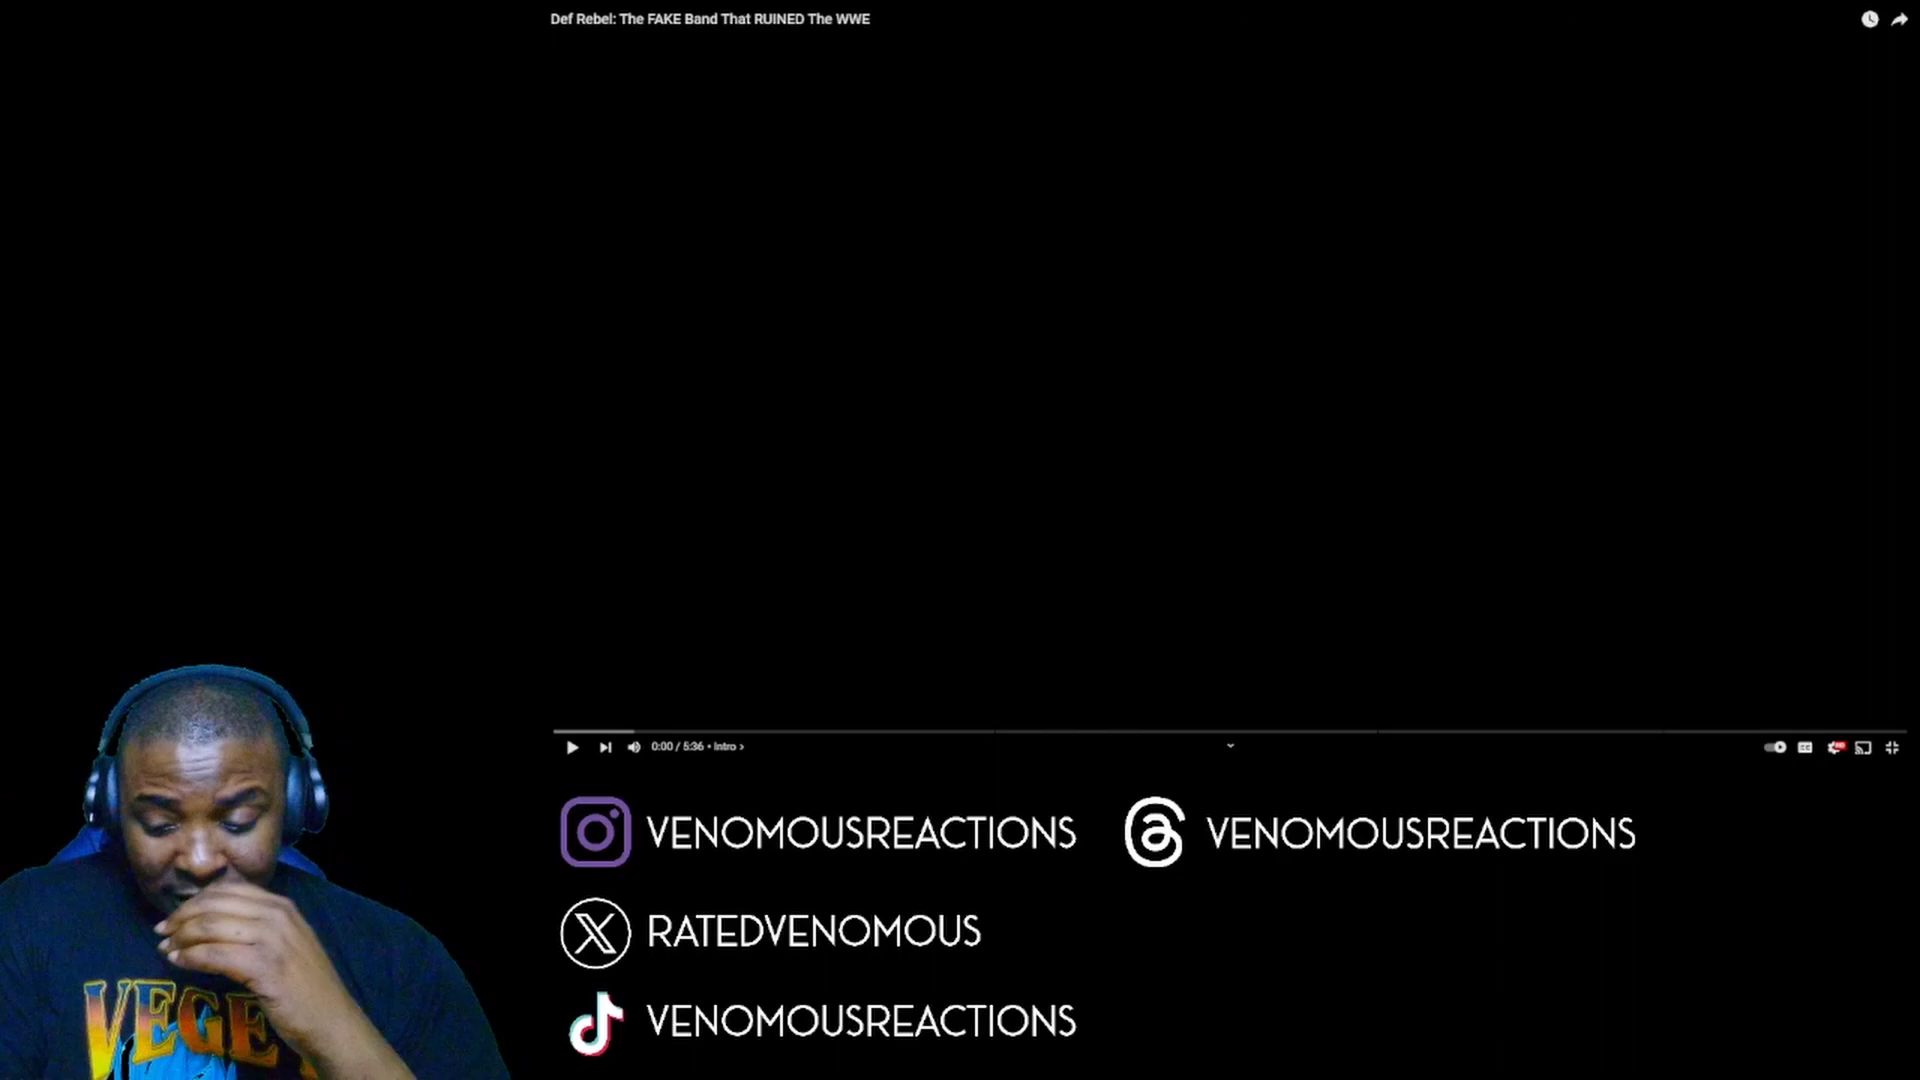 Def Rebel: The FAKE Band That RUINED The WWE
0:00 / 5:36 • Intro ›
VENOMOUSREACTIONS
VENOMOUSREACTIONS
RATEDVENOMOUS
VENOMOUSREACTIONS
VEGE